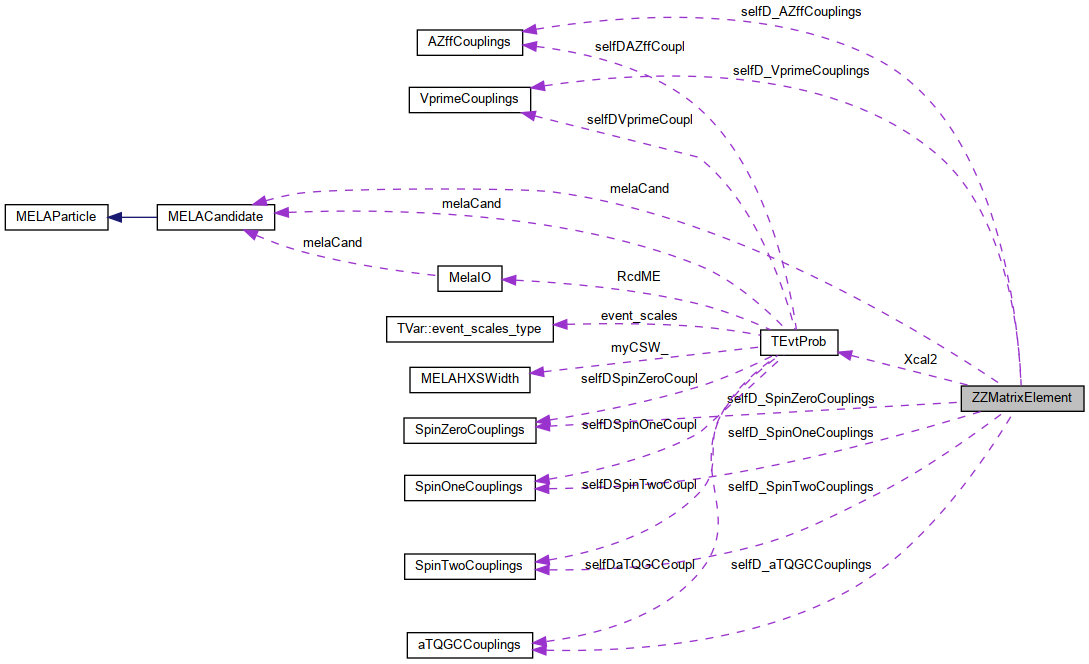 selfD_AZffCouplings
AZffCouplings
selfDAZffCoupl
selfD_VprimeCouplings
VprimeCouplings
selfDVprimeCoupl
melaCand
melaCand
MELAParticle
MELACandidate
melaCand
MelaIO
RcdME
event_scales
TVar::event_scales_type
TEvtProb
myCSW_
Xcal2
MELAHXSWidth
selfDSpinZeroCoupl
ZZMatrixElement
selfD_SpinZeroCouplings
SpinZeroCouplings
selfDSpinOneCoupl
selfD_SpinOneCouplings
SpinOneCouplings
selfDSpinTwoCoupl
selfD_SpinTwoCouplings
SpinTwoCouplings
selfDaTQGCCoupl
selfD_aTQGCCouplings
aTQGCCouplings